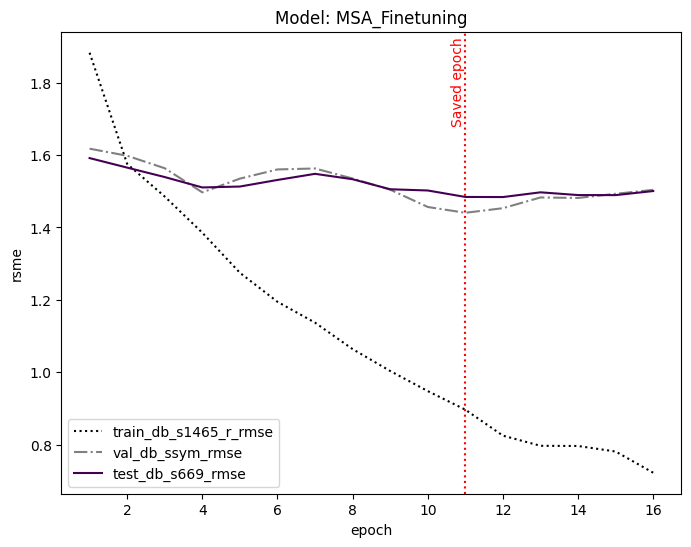 Model: MSA_Finetuning
Saved epoch
rsme
1.8
1.6
1.4
1.2
1.0
0.8
train_db_s1465_r_rmse
val_db_ssym_rmse
test_db_s669_rmse
2 4 6 8 10 12 14 16
epoch